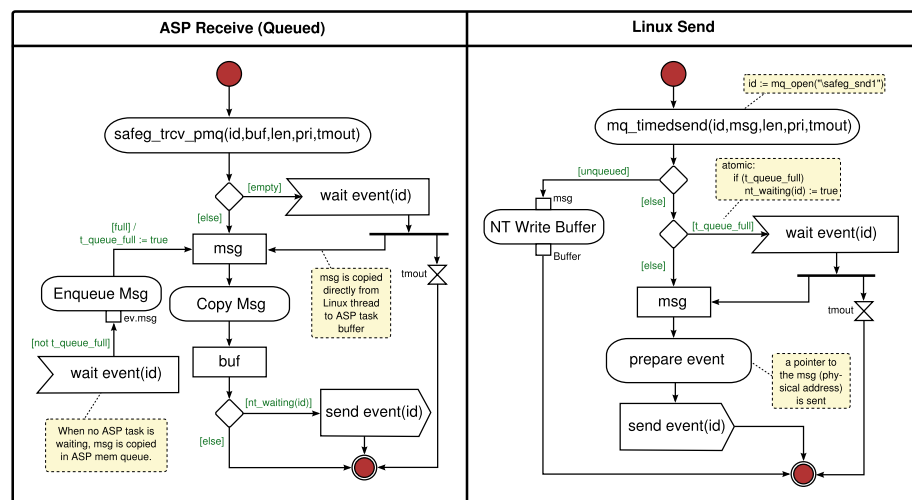 ASP Receive (Queued)
safeg_trcv_pmq(id,buf,len,pri,tmout)
[empty]
wait event(id)
[else]
[full] /
t_queue_full := true
msg
tmout
msg is copied
directly from
Linux thread
to ASP task
buffer
Enqueue Msg
ev.msg
Copy Msg
[not t_queue_full]
wait event(id)
buf
[nt_waiting(id)]
send event(id)
[else]
When no ASP task is
waiting, msg is copied
in ASP mem queue.
Linux Send
id := mq_open("\safeg_snd1")
mq_timedsend(id,msg,len,pri,tmout)
atomic:
if (t_queue_full)
nt_waiting(id) := true
[unqueued]
msg
[else]
NT Write Buffer
Buffer
[t_queue_full]
wait event(id)
[else]
msg
tmout
prepare event
a pointer to
the msg (phy-
sical address)
is sent
send event(id)